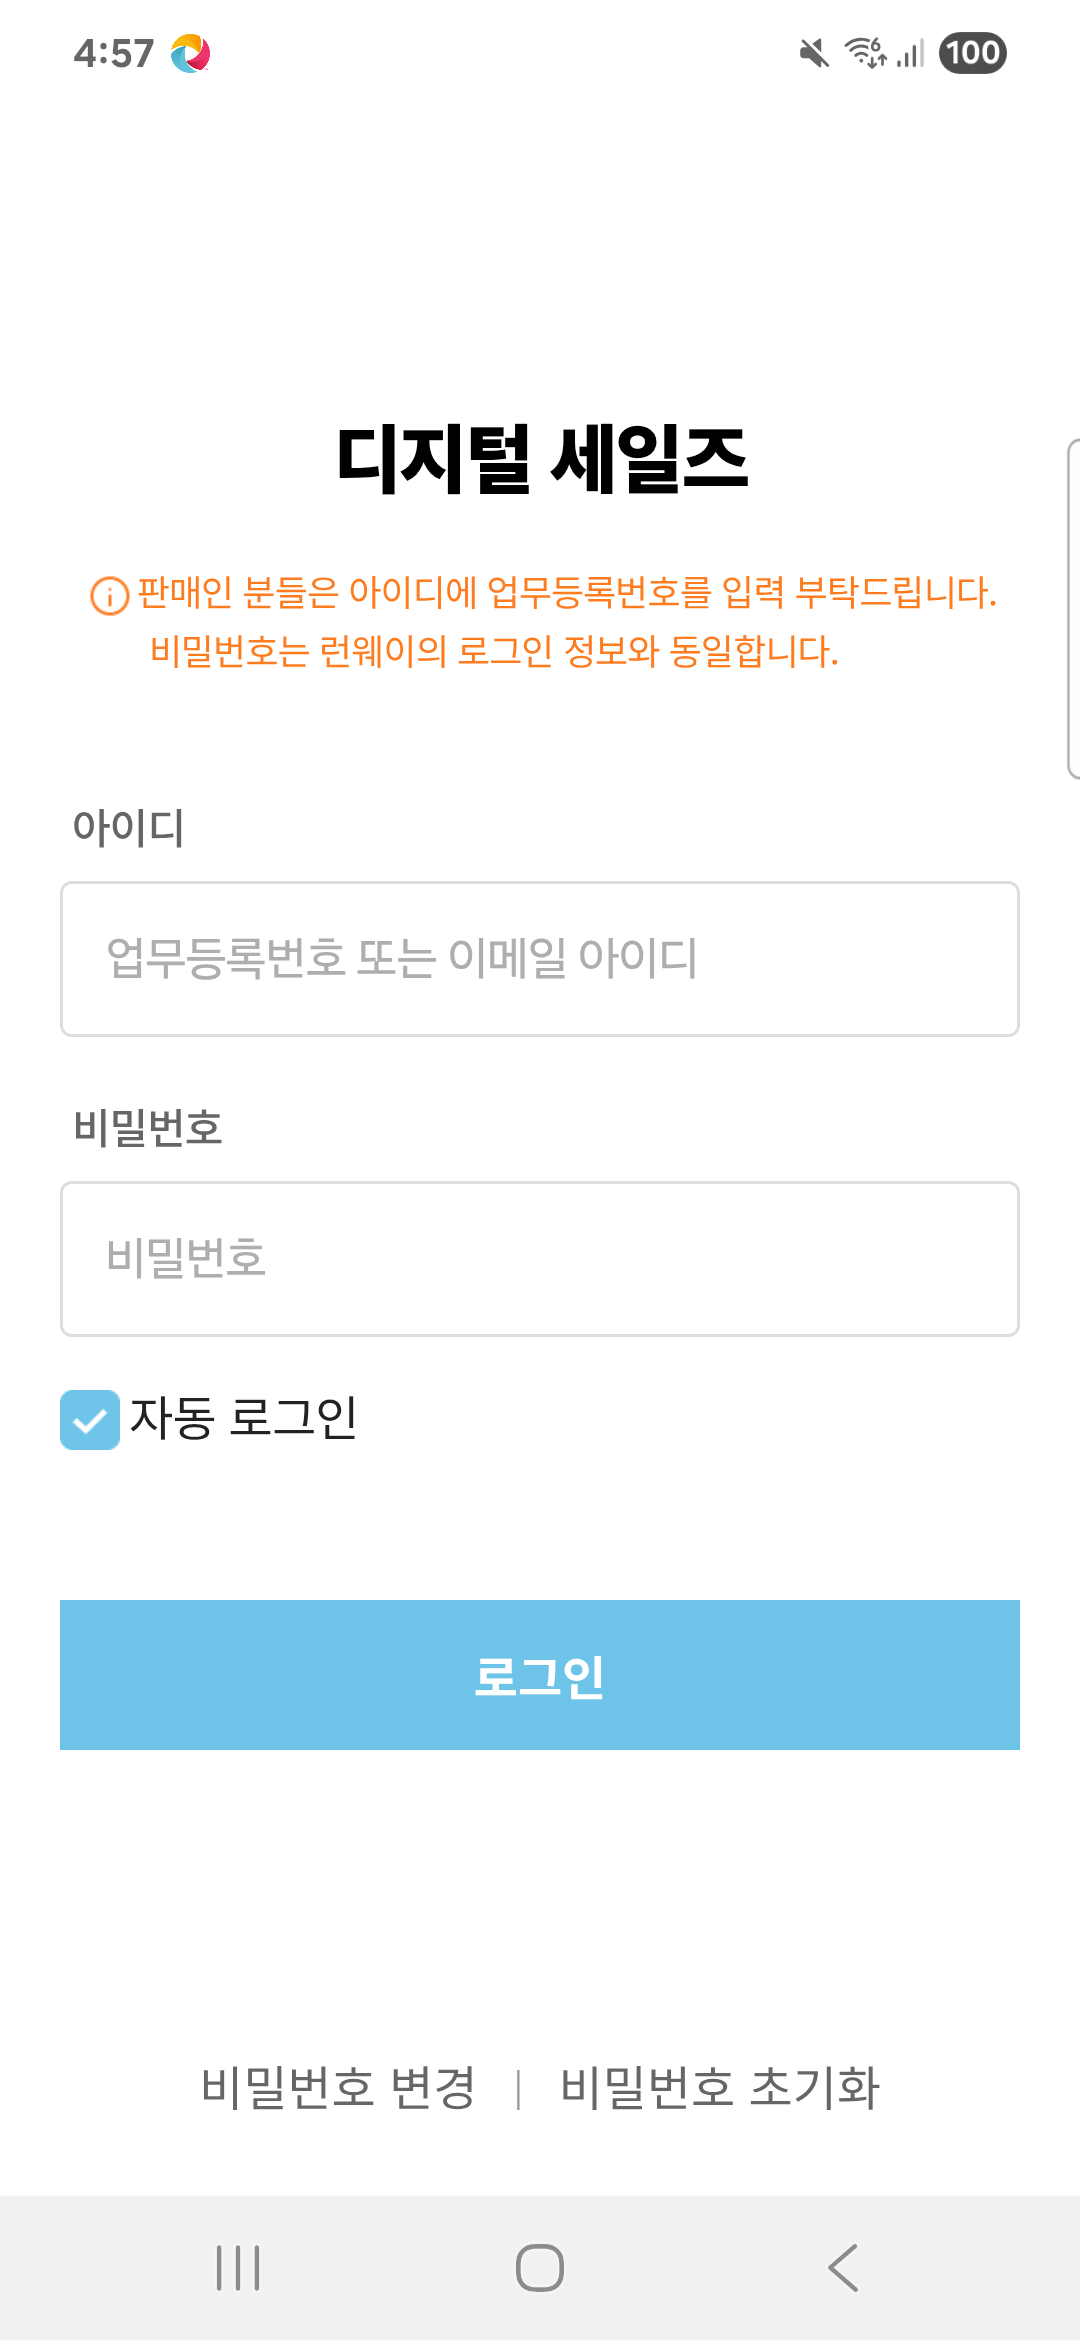 4:57
6
100
디지털 세일즈
판매인 분들은 아이디에 업무등록번호를 입력 부탁드립니다.
비밀번호는 런웨이의 로그인 정보와 동일합니다.
아이디
업무등록번호 또는 이메일 아이디
비밀번호
비밀번호
자동 로그인
로그인
비밀번호 변경 | 비밀번호 초기화